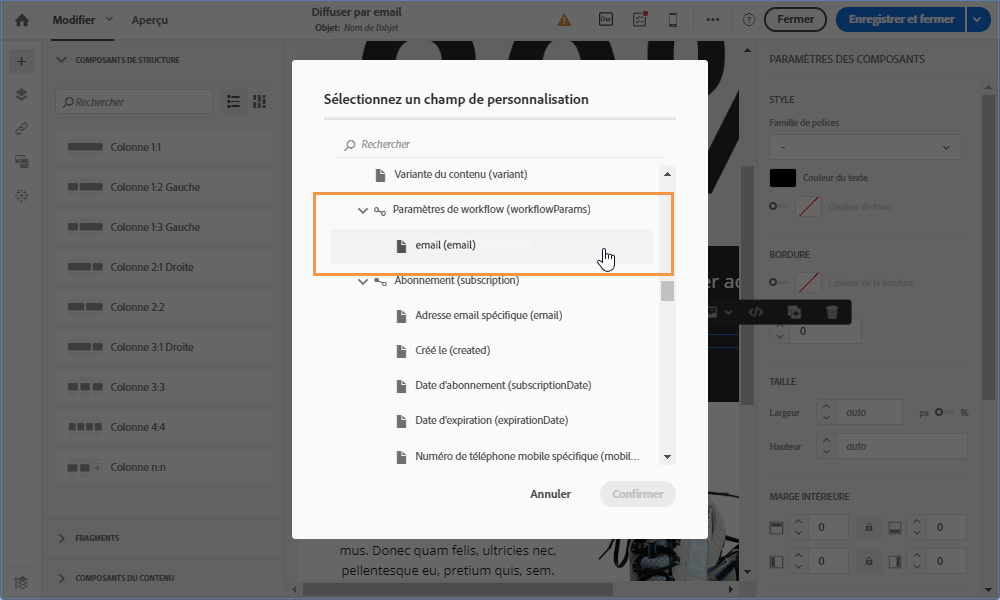 Modifier
Aperçu
Diffuser par email
Objet: Nom de l'objet
Dw
•••
?
Fermer
Enregistrer et fermer
COMPOSANTS DE STRUCTURE
Rechercher
Colonne 1:1
Colonne 1:2 Gauche
Colonne 1:3 Gauche
Colonne 2:1 Droite
Colonne 2:2
Colonne 3:1 Droite
Colonne 3:3
Colonne 4:4
Colonne n:n
FRAGMENTS
COMPOSANTS DU CONTENU
Sélectionnez un champ de personnalisation
Rechercher
Variante du contenu (variant)
Paramètres de workflow (workflowParams)
email (email)
Abonnement (subscription)
Adresse email spécifique (email)
Créé le (created)
Date d'abonnement (subscriptionDate)
Date d'expiration (expirationDate)
Numéro de téléphone mobile spécifique (mobil...
Annuler
Confirmer
mus. Donec quam felis, ultricies nec,
pellentesque eu, pretium quis, sem.
PARAMÈTRES DES COMPOSANTS
STYLE
Famille de polices
-
Couleur du texte
Couleur de fond
BORDURE
Couleur de la bordure
0
TAILLE
Largeur
auto
px
%
Hauteur
auto
MARGE INTÉRIEURE
0
0
0
0